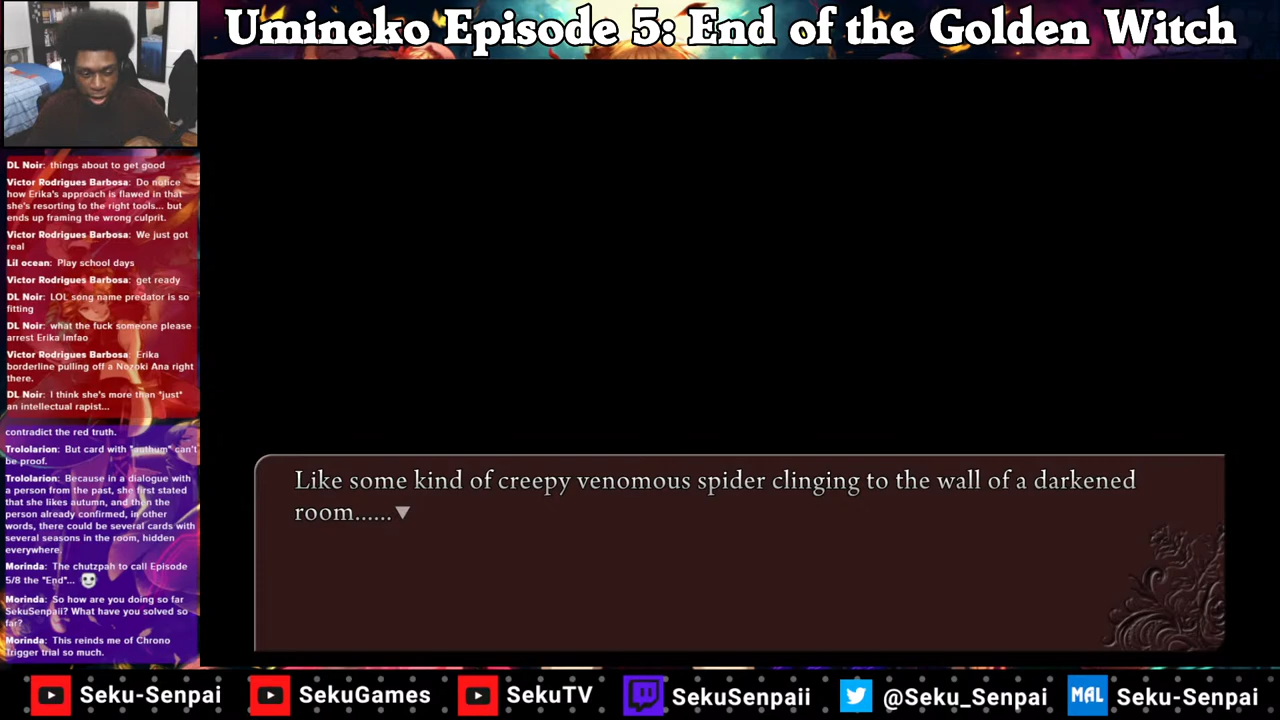 Umineko Episode 5: End of the Golden Witch
DL Noir: things about to get good
Victor Rodrigues Barbosa: Do notice
how Erika's approach is flawed in that
she's resorting to the right tools... but
ends up framing the wrong culprit.
Victor Rodrigues Barbosa: We just got
real
Lil ocean: Play school days
Victor Rodrigues Barbosa: get ready
DL Noir: LOL song name predator is so
fitting
DL Noir: what the fuck someone please
arrest Erika lmfao
Victor Rodrigues Barbosa: Erika
borderline pulling off a Nozoki Ana right
there.
DL Noir: I think she's more than *just*
an intellectual rapist...
contradict the red truth.
Trololarion: But card with "authum" can't
be proof.
Trololarion: Because in a dialogue with
a person from the past, she first stated
that she likes autumn, and then the
person already confirmed, in other
words, there could be several cards with
several seasons in the room, hidden
everywhere.
Morinda: The chutzpah to call Episode
5/8 the "End"...
Morinda: So how are you doing so far
SekuSenpaii? What have you solved so
far?
Morinda: This reinds me of Chrono
Trigger trial so much.
Like some kind of creepy venomous spider clinging to the wall of a darkened
room......
Seku-Senpai
SekuGames
SekuTV
SekuSenpaii
@Seku_Senpai
MAL Seku-Senpai